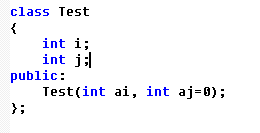 class Test
{
    int i;
    int j;
public:
    Test(int ai, int aj=0);
};